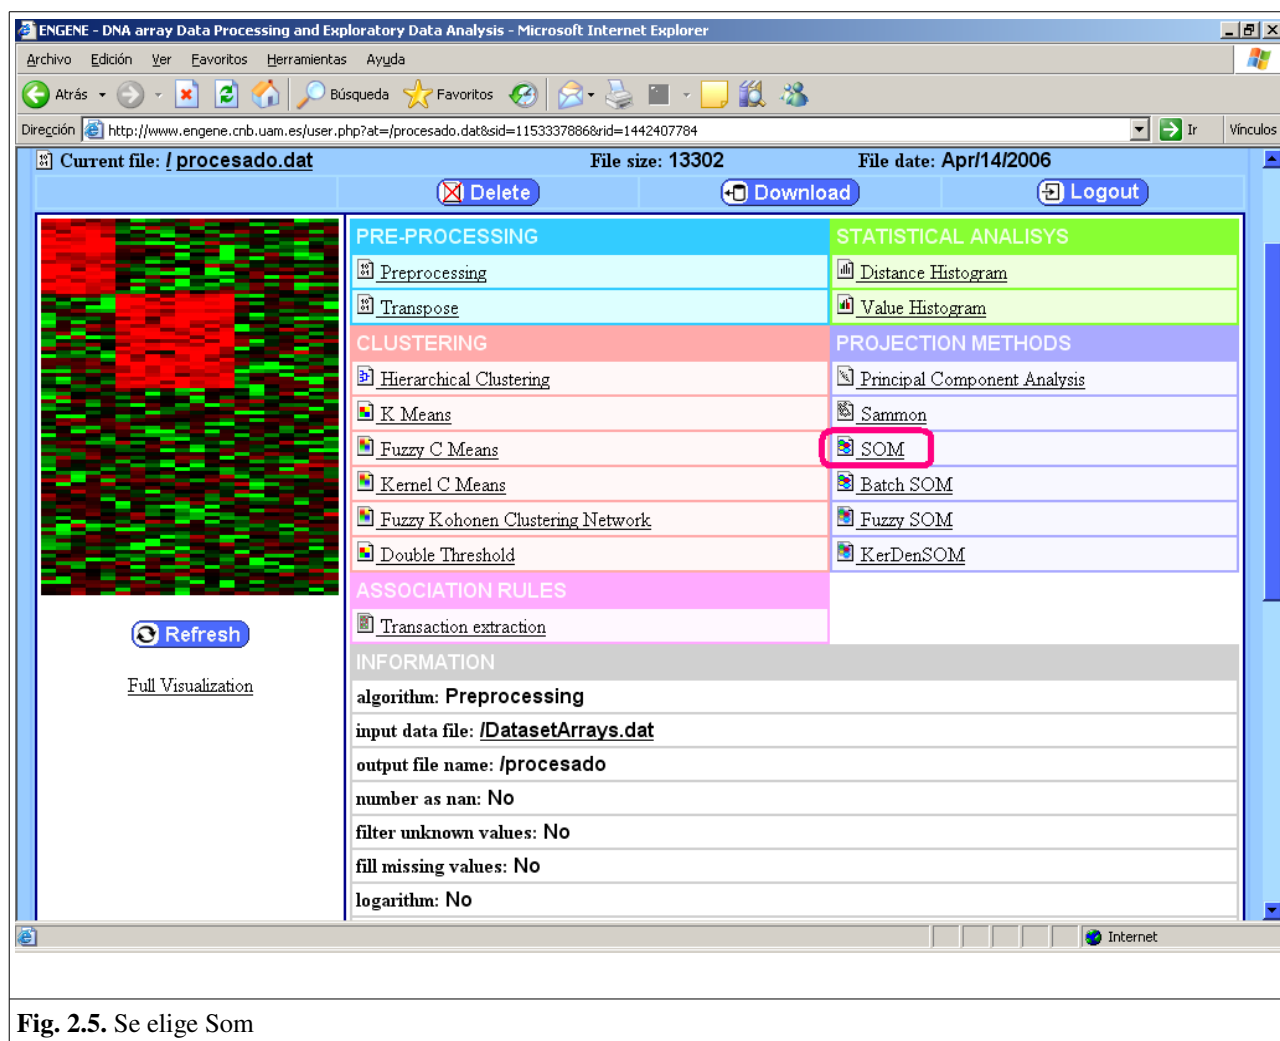 ENGENE - DNA array Data Processing and Exploratory Data Analysis - Microsoft Internet Explorer
Archivo Edición Ver Favoritos Herramientas Ayuda
Atrás Búsqueda Favoritos
Dirección http://www.engene.cnb.uam.es/user.php?at=/procesado.dat&sid=1153337886&rid=1442407784 Ir Vínculos
Current file: / procesado.dat File size: 13302 File date: Apr/14/2006
Delete Download Logout
PRE-PROCESSING STATISTICAL ANALISYS
Preprocessing Distance Histogram
Transpose Value Histogram
CLUSTERING PROJECTION METHODS
Hierarchical Clustering Principal Component Analysis
K Means Sammon
Fuzzy C Means SOM
Kernel C Means Batch SOM
Fuzzy Kohonen Clustering Network Fuzzy SOM
Double Threshold KerDenSOM
ASSOCIATION RULES
Transaction extraction
Refresh
Full Visualization
INFORMATION
algorithm: Preprocessing
input data file: /DatasetArrays.dat
output file name: /procesado
number as nan: No
filter unknown values: No
fill missing values: No
logarithm: No
Internet
Fig. 2.5. Se elige Som